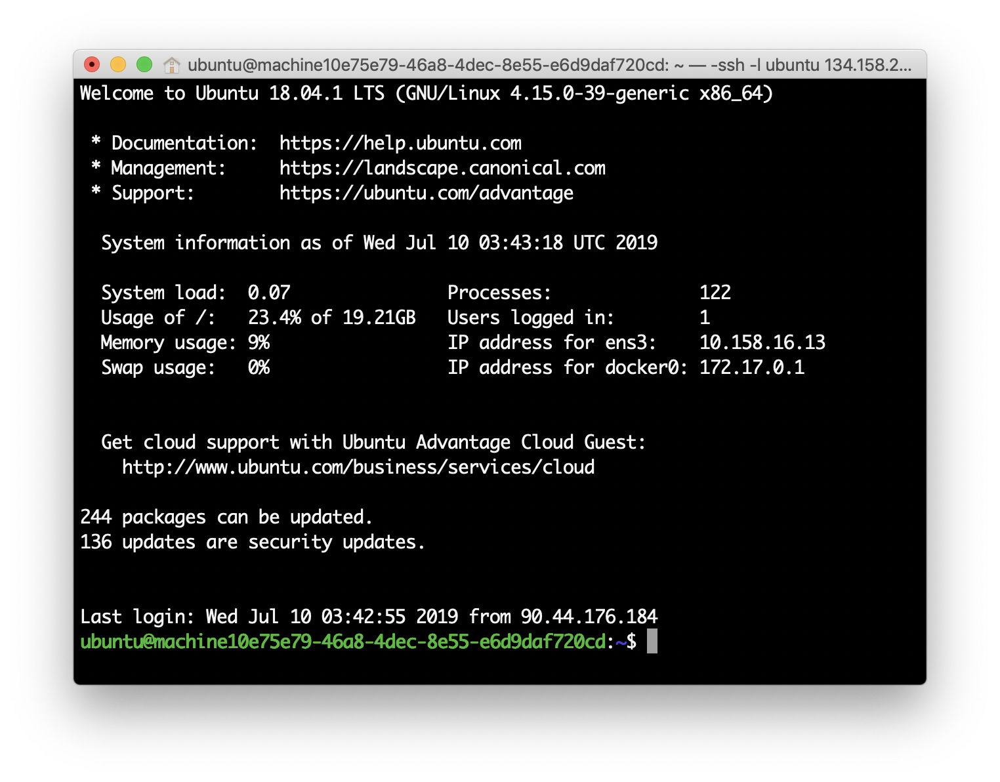 ubuntu@machine10e75e79-46a8-4dec-8e55-e6d9daf720cd: ~ — -ssh -l ubuntu 134.158.2...
Welcome to Ubuntu 18.04.1 LTS (GNU/Linux 4.15.0-39-generic x86_64)
* Documentation:  https://help.ubuntu.com
* Management:     https://landscape.canonical.com
* Support:        https://ubuntu.com/advantage
System information as of Wed Jul 10 03:43:18 UTC 2019
System load:  0.07               Processes:              122
Usage of /:   23.4% of 19.21GB   Users logged in:        1
Memory usage: 9%                 IP address for ens3:    10.158.16.13
Swap usage:   0%                 IP address for docker0: 172.17.0.1
Get cloud support with Ubuntu Advantage Cloud Guest:
http://www.ubuntu.com/business/services/cloud
244 packages can be updated.
136 updates are security updates.
Last login: Wed Jul 10 03:42:55 2019 from 90.44.176.184
ubuntu@machine10e75e79-46a8-4dec-8e55-e6d9daf720cd:~$